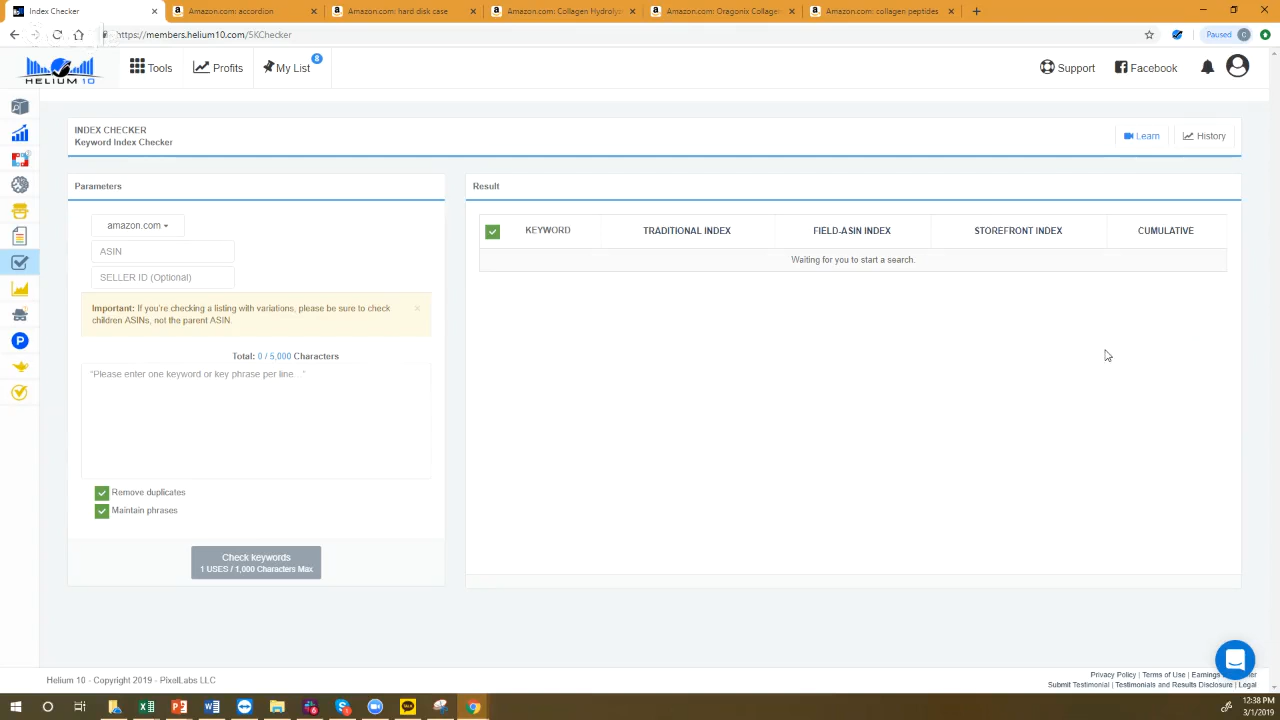 Index Checker
Amazon.com: accordion
Amazon.com: hard disk case
Amazon.com: Collagen Hydrolys
Amazon.com: Oragonix Collagen
Amazon.com: collagen peptides
https://members.helium10.com/5KChecker
Paused
HELIUM 10
Tools
Profits
My List
8
Support
Facebook
INDEX CHECKER
Keyword Index Checker
Learn
History
Parameters
amazon.com
ASIN
SELLER ID (Optional)
Important: If you're checking a listing with variations, please be sure to check
children ASINs, not the parent ASIN.
Total: 0 / 5,000 Characters
"Please enter one keyword or key phrase per line..."
Remove duplicates
Maintain phrases
Check keywords
1 USES / 1,000 Characters Max
Result
KEYWORD TRADITIONAL INDEX FIELD-ASIN INDEX STOREFRONT INDEX CUMULATIVE
Waiting for you to start a search.
Helium 10 - Copyright 2019 - PixelLabs LLC
Privacy Policy | Terms of Use | Earnings
Submit Testimonial | Testimonials and Results Disclosure | Legal
12:38 PM
3/1/2019